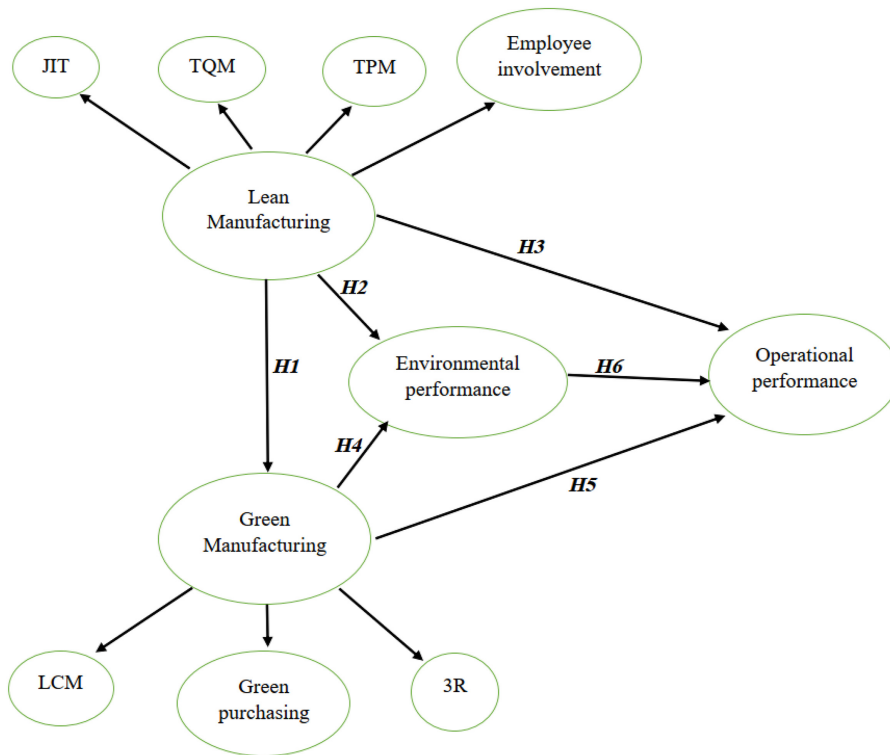 JIT
TQM
TPM
Employee
involvement
Lean
Manufacturing
H3
H2
H1
Environmental
performance
H6
Operational
performance
H4
H5
Green
Manufacturing
LCM
Green
purchasing
3R